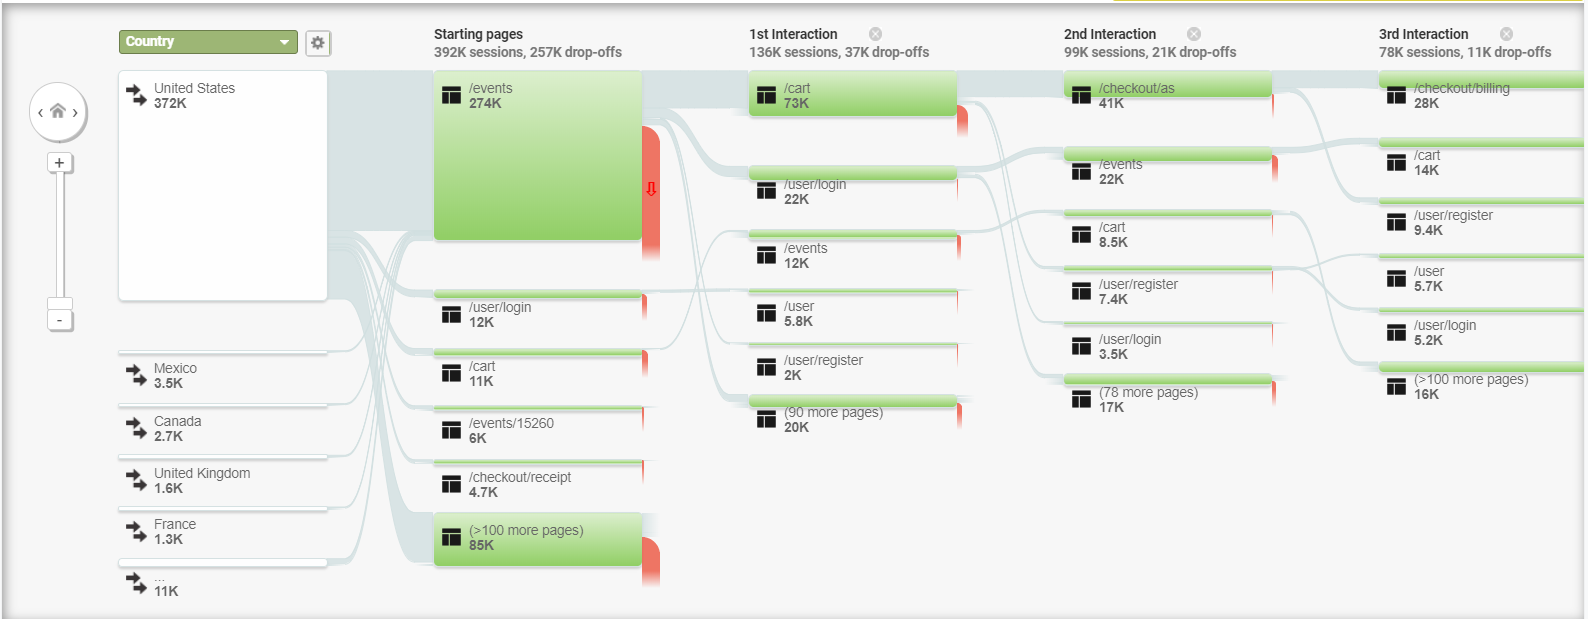 Country
Starting pages
392K sessions, 257K drop-offs
1st Interaction
136K sessions, 37K drop-offs
2nd Interaction
99K sessions, 21K drop-offs
3rd Interaction
78K sessions, 11K drop-offs
+
-
United States
372K
Mexico
3.5K
Canada
2.7K
United Kingdom
1.6K
France
1.3K
...
11K
/events
274K
/user/login
12K
/cart
11K
/events/15260
6K
/checkout/receipt
4.7K
(>100 more pages)
85K
/cart
73K
/user/login
22K
/events
12K
/user
5.8K
/user/register
2K
(90 more pages)
20K
/checkout/as
41K
/events
22K
/cart
8.5K
/user/register
7.4K
/user/login
3.5K
(78 more pages)
17K
/checkout/billing
28K
/cart
14K
/user/register
9.4K
/user
5.7K
/user/login
5.2K
(>100 more pages)
16K